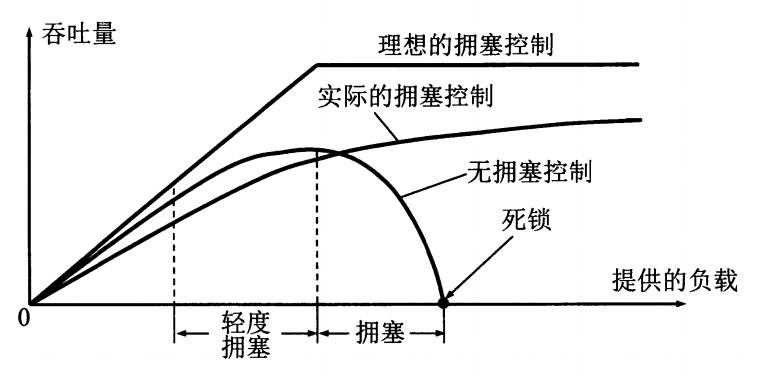 吞吐量
理想的拥塞控制
实际的拥塞控制
无拥塞控制
死锁
提供的负载
0
轻度
拥塞
拥塞